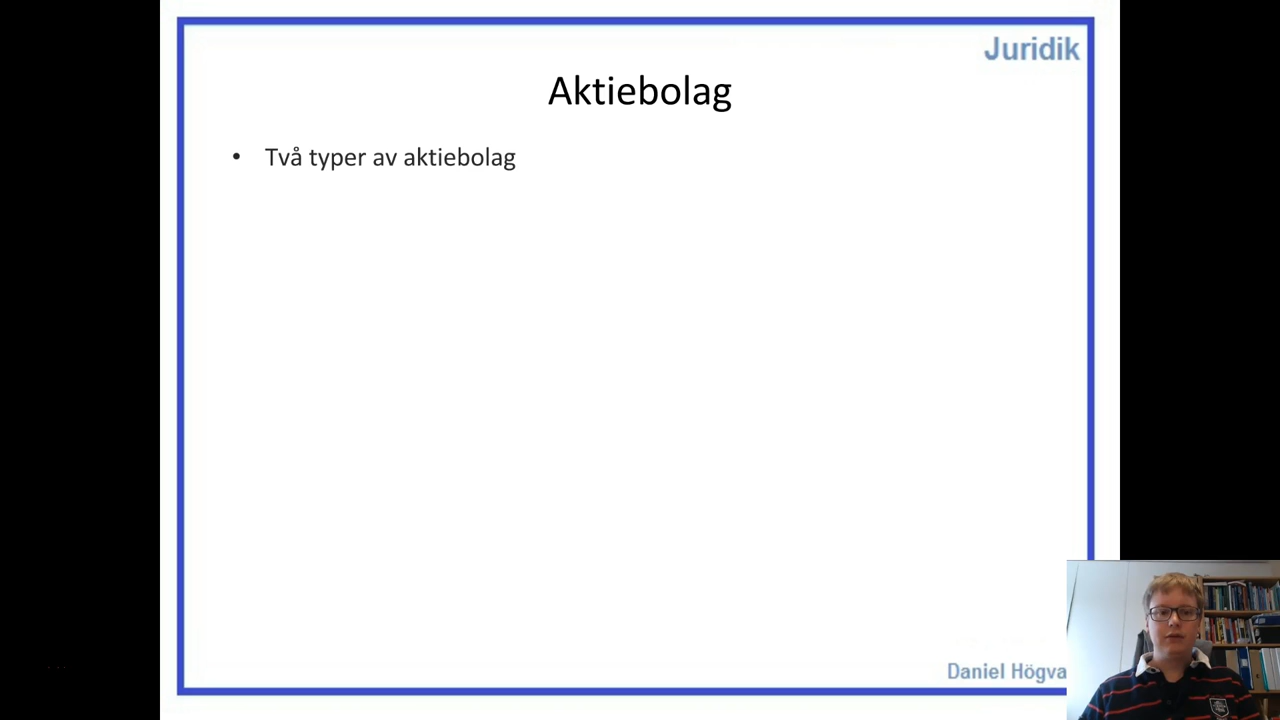 Juridik
Aktiebolag
• Två typer av aktiebolag
Daniel Högva